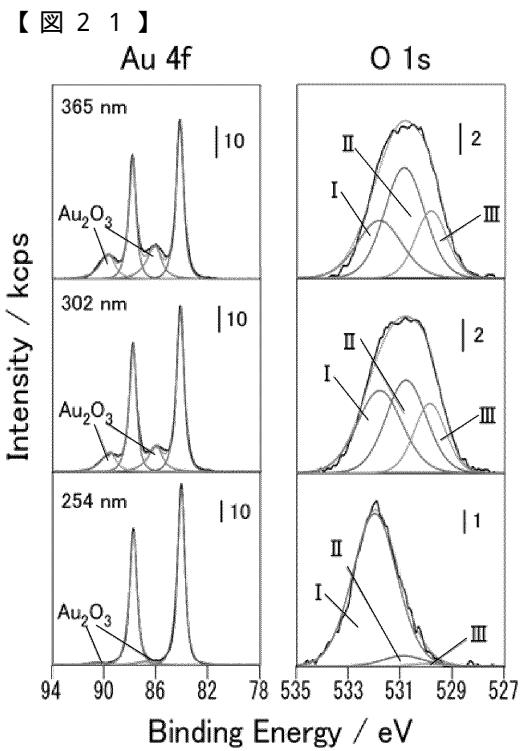 【図21】
Au 4f
O 1s
365 nm
10
Au₂O₃
Ⅱ
Ⅰ
Ⅲ
2
302 nm
10
Au₂O₃
Ⅱ
Ⅰ
Ⅲ
2
254 nm
10
Au₂O₃
Ⅱ
Ⅰ
Ⅲ
1
Intensity / kcps
94 90 86 82 78
535 533 531 529 527
Binding Energy / eV